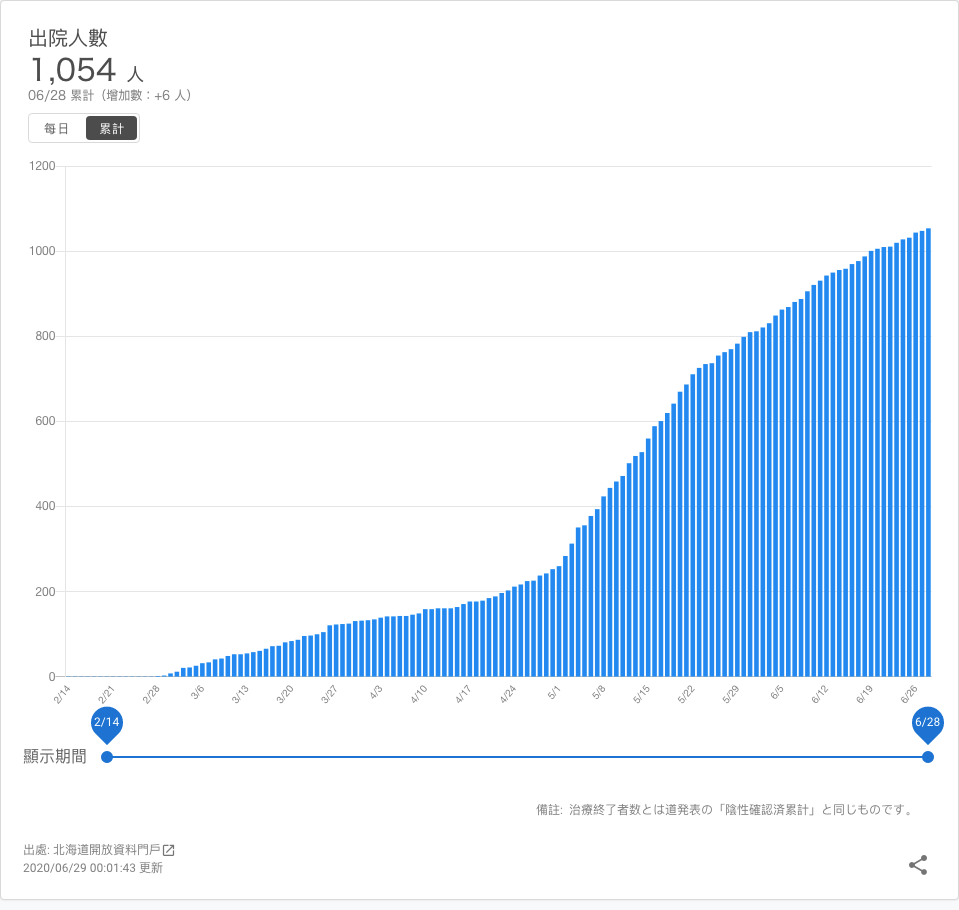 出院人數
1,054 人
06/28 累計（增加數：+6 人）
每日 累計
1200
1000
800
600
400
200
0
2/14 2/21 2/28 3/6 3/13 3/20 3/27 4/3 4/10 4/17 4/24 5/1 5/8 5/15 5/22 5/29 6/5 6/12 6/19 6/26
2/14 6/28
顯示期間
備註: 治療終了者数とは道発表の「陰性確認済累計」と同じものです。
出處: 北海道開放資料門戶
2020/06/29 00:01:43 更新